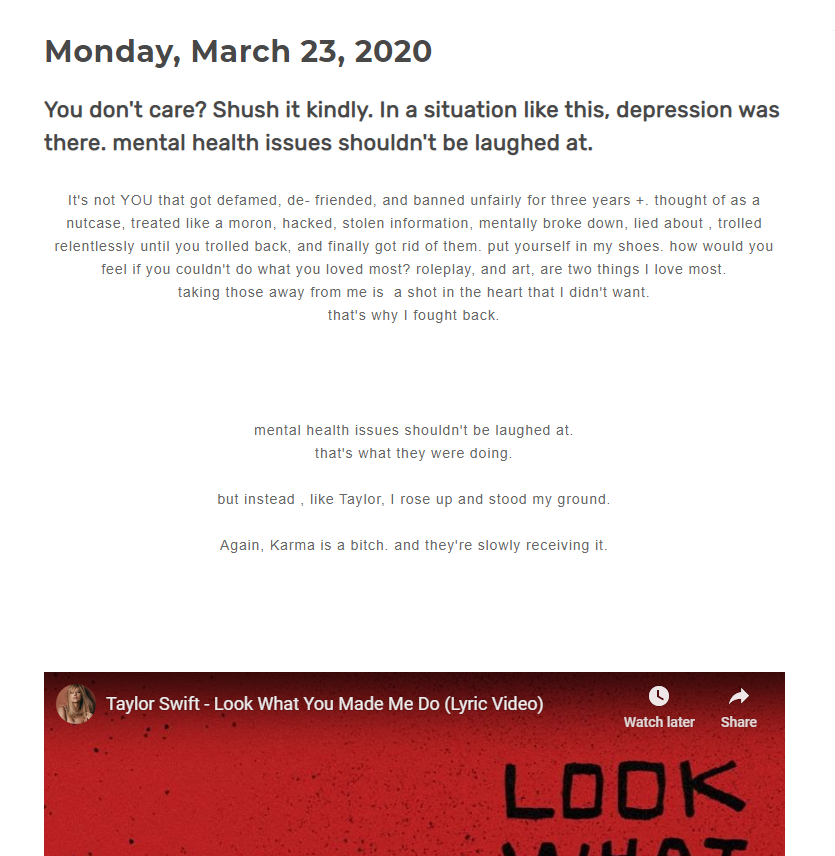 Monday, March 23, 2020
You don't care? Shush it kindly. In a situation like this, depression was
there. mental health issues shouldn't be laughed at.
It's not YOU that got defamed, de- friended, and banned unfairly for three years +. thought of as a
nutcase, treated like a moron, hacked, stolen information, mentally broke down, lied about , trolled
relentlessly until you trolled back, and finally got rid of them. put yourself in my shoes. how would you
feel if you couldn't do what you loved most? roleplay, and art, are two things I love most.
taking those away from me is  a shot in the heart that I didn't want.
that's why I fought back.
mental health issues shouldn't be laughed at.
that's what they were doing.
but instead , like Taylor, I rose up and stood my ground.
Again, Karma is a bitch. and they're slowly receiving it.
Taylor Swift - Look What You Made Me Do (Lyric Video)
Watch later
Share
LOOK
WHAT